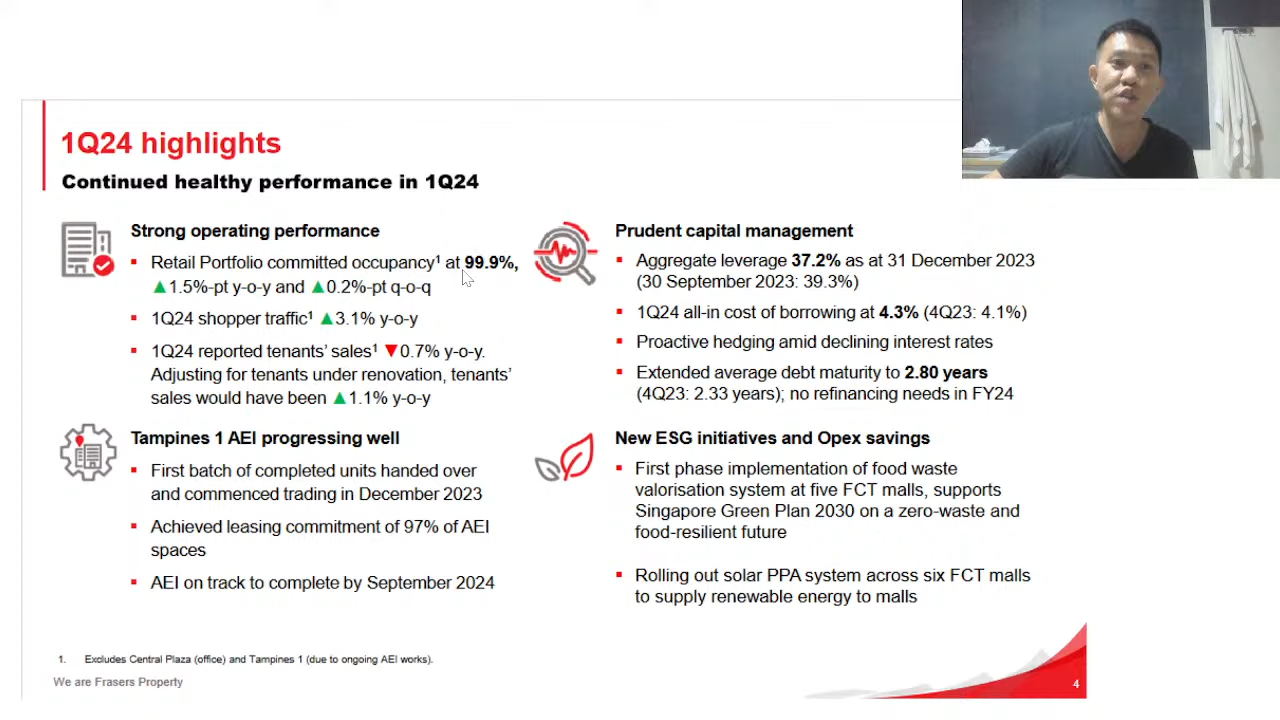 1Q24 highlights
Continued healthy performance in 1Q24
Strong operating performance
▪ Retail Portfolio committed occupancy¹ at 99.9%,
▲1.5%-pt y-o-y and ▲0.2%-pt q-o-q
▪ 1Q24 shopper traffic¹ ▲3.1% y-o-y
▪ 1Q24 reported tenants' sales¹ ▼0.7% y-o-y.
Adjusting for tenants under renovation, tenants'
sales would have been ▲1.1% y-o-y
Tampines 1 AEI progressing well
▪ First batch of completed units handed over
and commenced trading in December 2023
▪ Achieved leasing commitment of 97% of AEI
spaces
▪ AEI on track to complete by September 2024
Prudent capital management
▪ Aggregate leverage 37.2% as at 31 December 2023
(30 September 2023: 39.3%)
▪ 1Q24 all-in cost of borrowing at 4.3% (4Q23: 4.1%)
▪ Proactive hedging amid declining interest rates
▪ Extended average debt maturity to 2.80 years
(4Q23: 2.33 years); no refinancing needs in FY24
New ESG initiatives and Opex savings
▪ First phase implementation of food waste
valorisation system at five FCT malls, supports
Singapore Green Plan 2030 on a zero-waste and
food-resilient future
▪ Rolling out solar PPA system across six FCT malls
to supply renewable energy to malls
1. Excludes Central Plaza (office) and Tampines 1 (due to ongoing AEI works).
We are Frasers Property
4